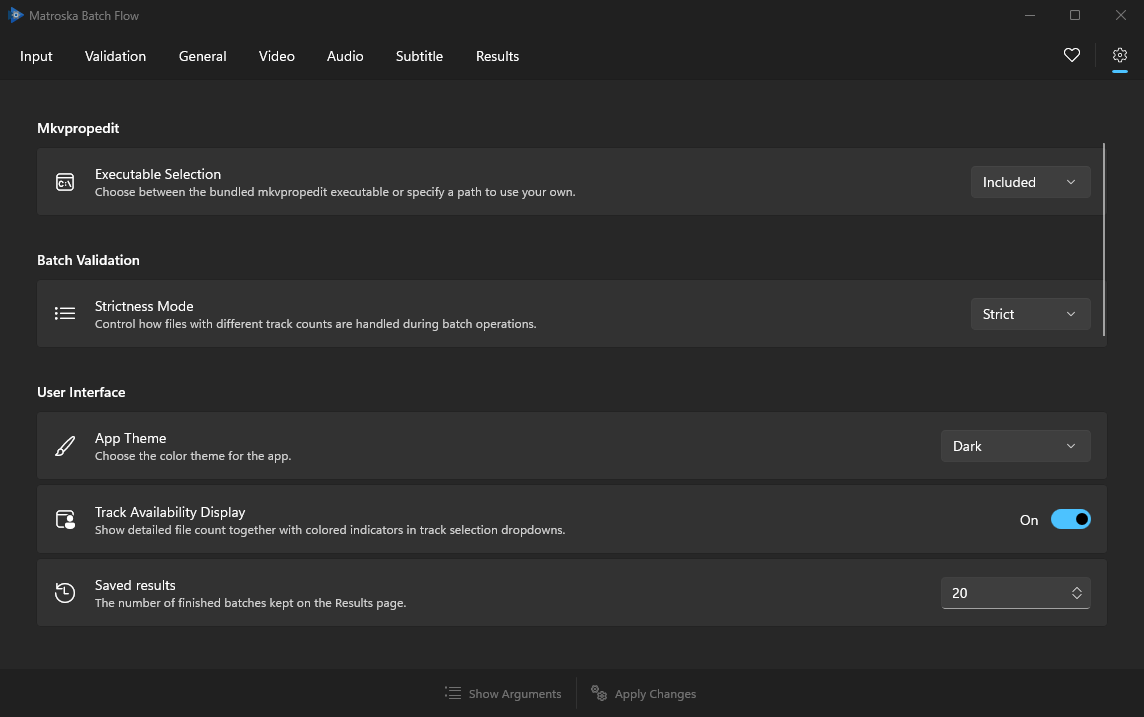 Matroska Batch Flow
Input Validation General Video Audio Subtitle Results
Mkvpropedit
C:\
Executable Selection
Choose between the bundled mkvpropedit executable or specify a path to use your own.
Included
Batch Validation
Strictness Mode
Control how files with different track counts are handled during batch operations.
Strict
User Interface
App Theme
Choose the color theme for the app.
Dark
Track Availability Display
Show detailed file count together with colored indicators in track selection dropdowns.
On
Saved results
The number of finished batches kept on the Results page.
20
Show Arguments Apply Changes